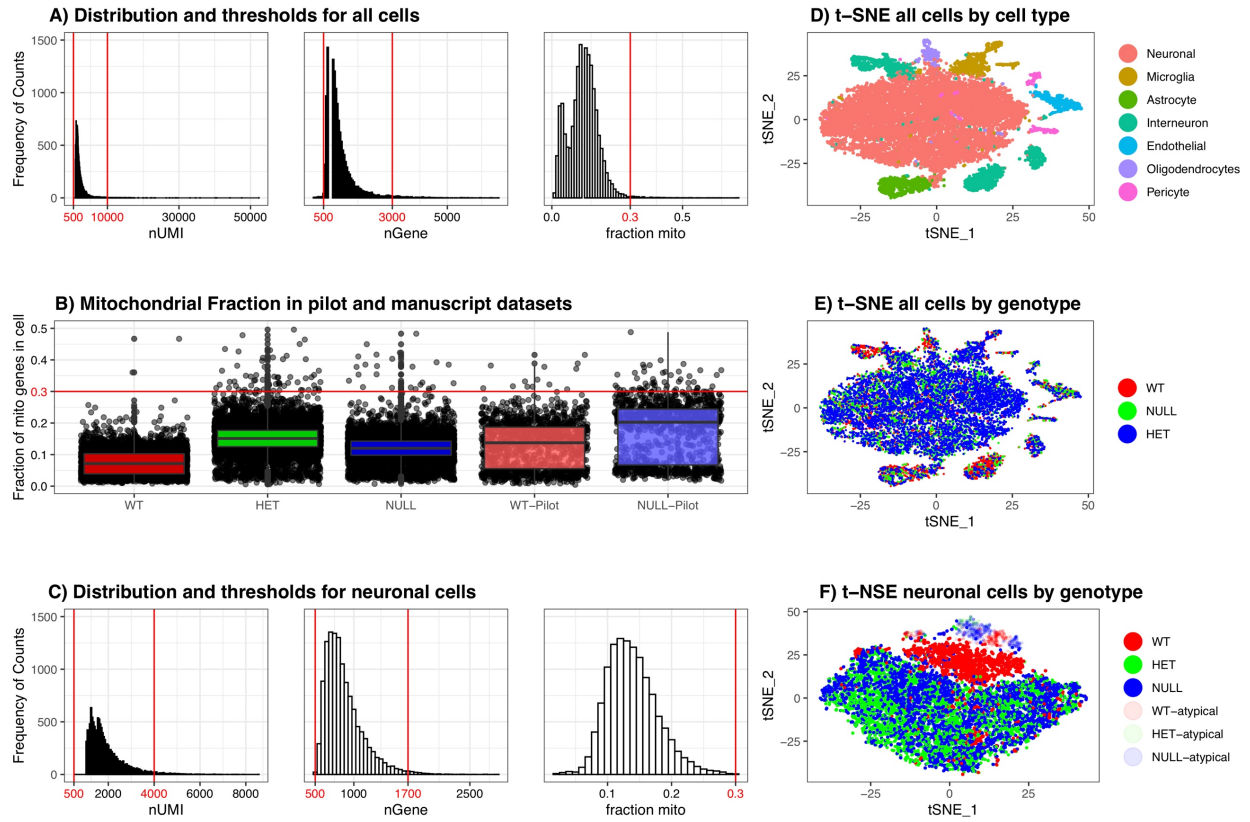 A) Distribution and thresholds for all cells
Frequency of Counts
1500
1000
500
0
500 10000 30000 50000
nUMI
500 3000 5000
nGene
0.0 0.3 0.5
fraction mito
D) t-SNE all cells by cell type
tSNE_2
25
0
−25
−25 0 25 50
tSNE_1
Neuronal
Microglia
Astrocyte
Interneuron
Endothelial
Oligodendrocytes
Pericyte
B) Mitochondrial Fraction in pilot and manuscript datasets
Fraction of mito genes in cell
0.5
0.4
0.3
0.2
0.1
0.0
WT HET NULL WT−Pilot NULL−Pilot
E) t-SNE all cells by genotype
tSNE_2
25
0
−25
−25 0 25 50
tSNE_1
WT
NULL
HET
C) Distribution and thresholds for neuronal cells
Frequency of Counts
1500
1000
500
0
500 2000 4000 6000 8000
nUMI
500 1000 1700 2500
nGene
0.1 0.2 0.3
fraction mito
F) t-NSE neuronal cells by genotype
tSNE_2
50
25
0
−25
−25 0 25
tSNE_1
WT
HET
NULL
WT−atypical
HET−atypical
NULL−atypical